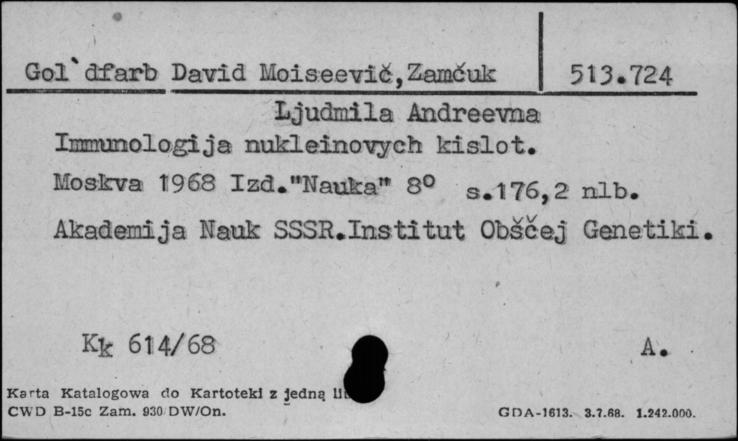 Gol`dfarb David Moiseevič,Zamčuk 513.724
Ljudmila Andreevna
Immunologija nukleinovych kislot.
Moskva 1968 Izd."Nauka" 8° s.176,2 nlb.
Akademija Nauk SSSR.Institut Obščej Genetiki.
Kk 614/68 A.
Karta Katalogowa do Kartoteki z jedną
CWD B-15c Zam. 930/DW/On. GDA-1613. 3.7.68. 1.242.000.